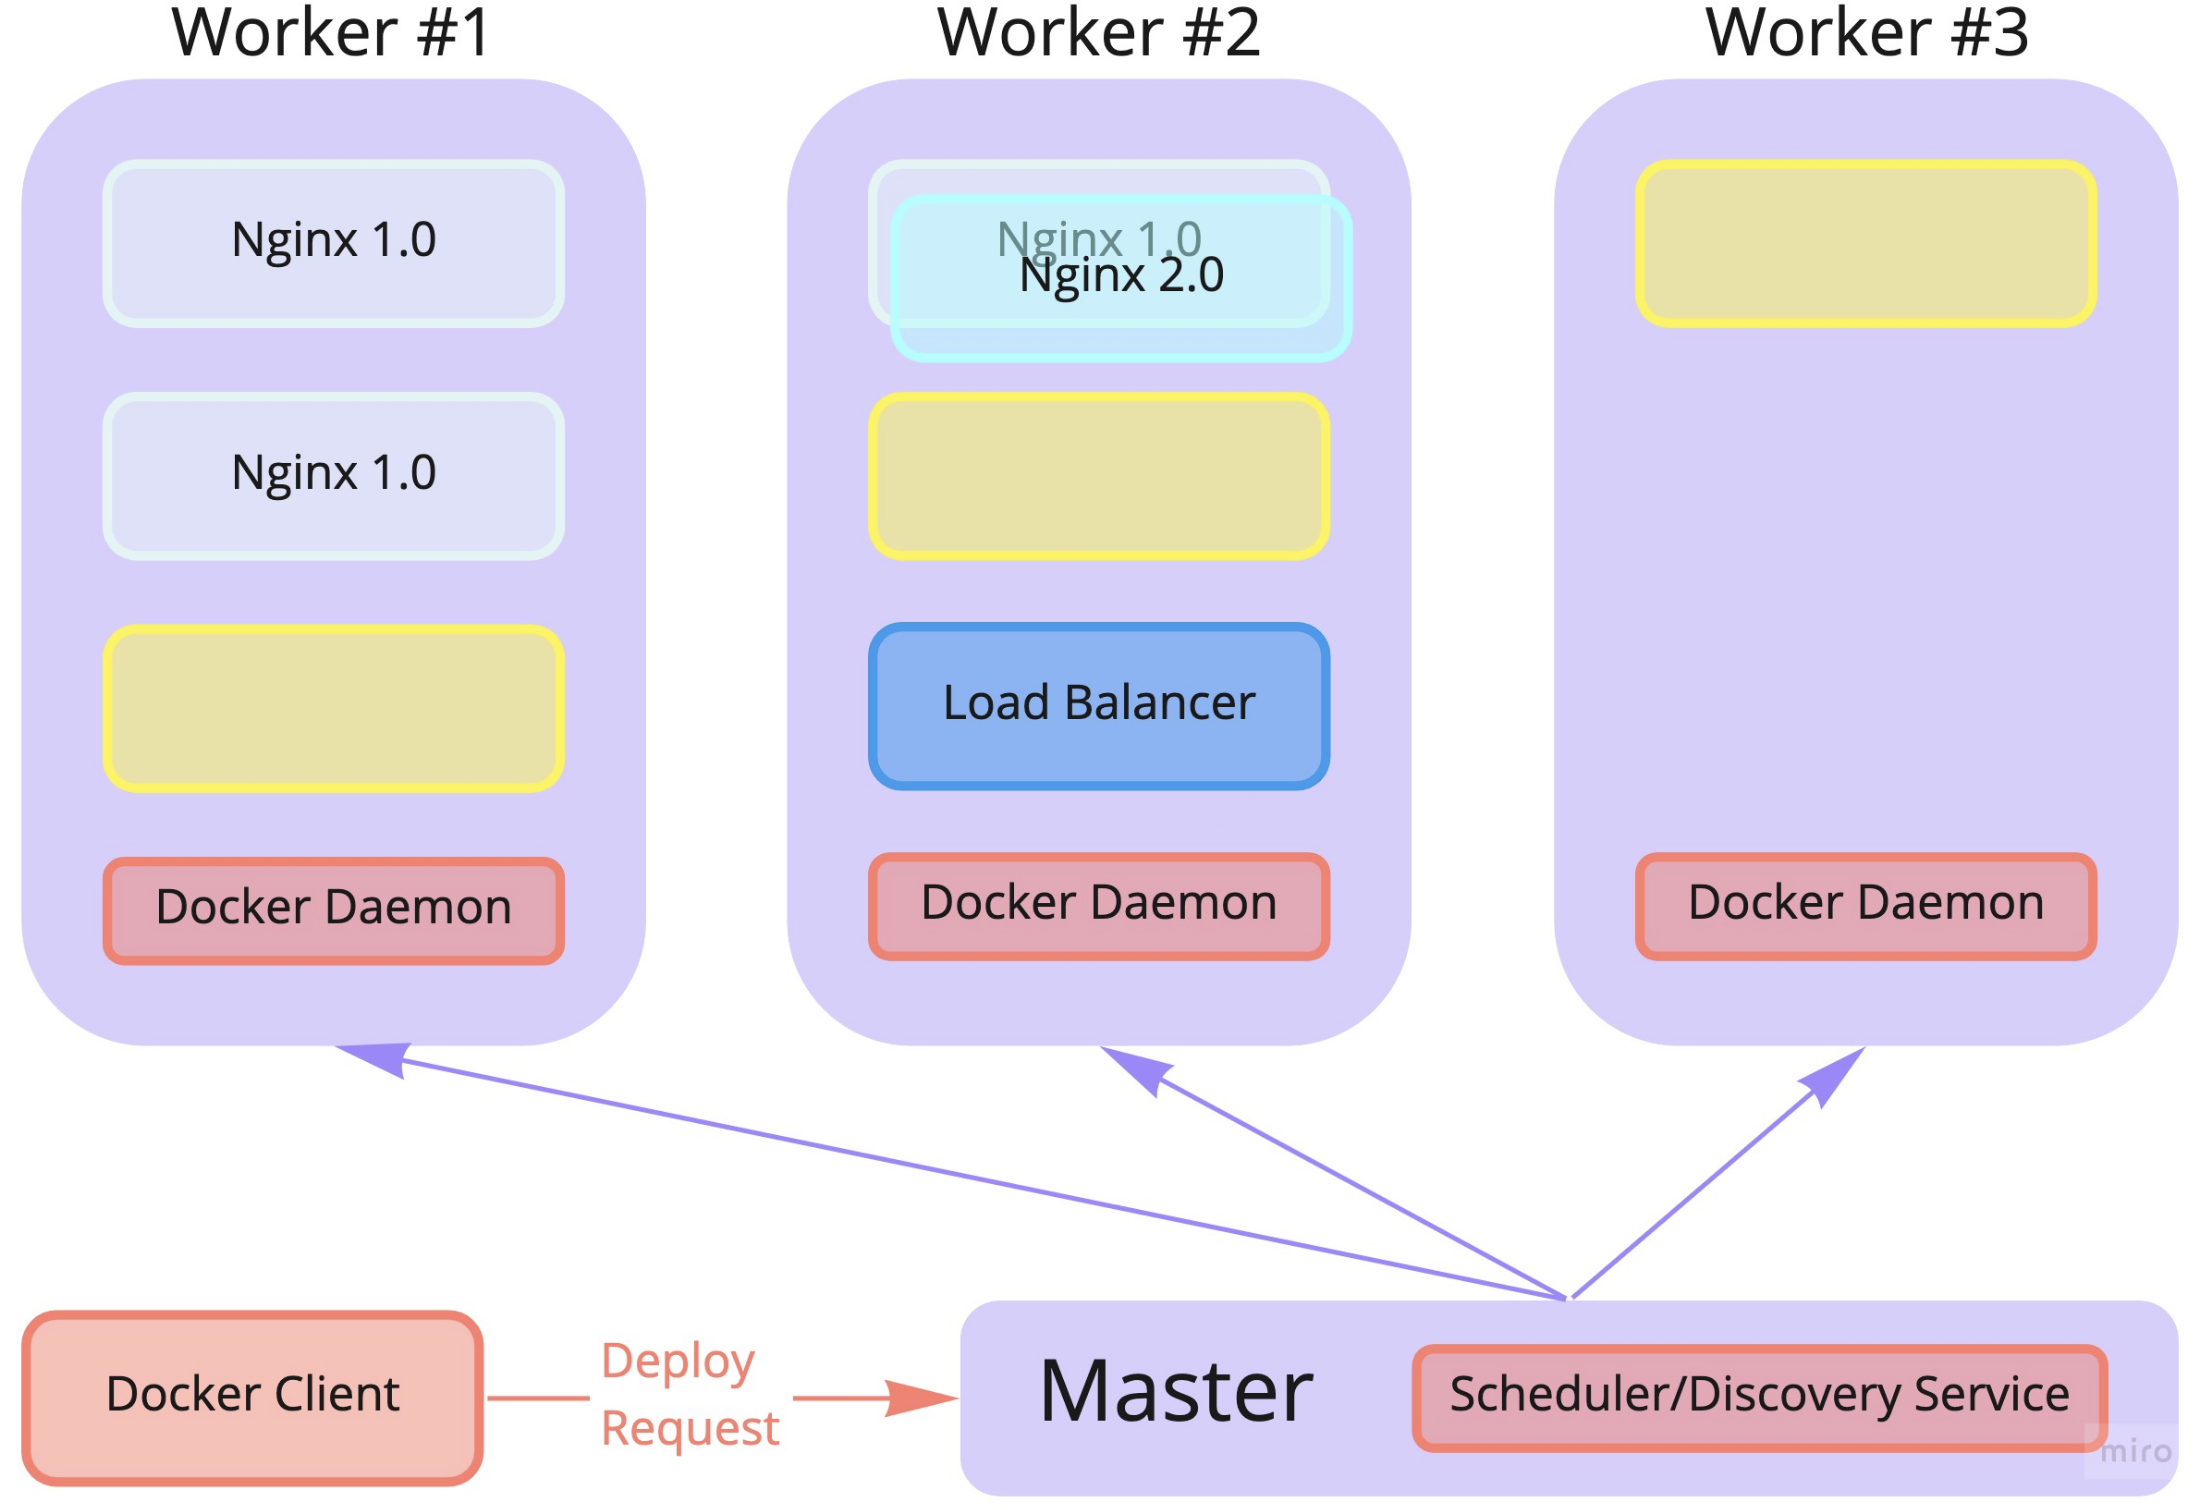 Worker #1
Worker #2
Worker #3
Nginx 1.0
Nginx 1.0
Docker Daemon
Nginx 1.0
Nginx 2.0
Load Balancer
Docker Daemon
Docker Daemon
Docker Client
Deploy
Request
Master
Scheduler/Discovery Service
miro